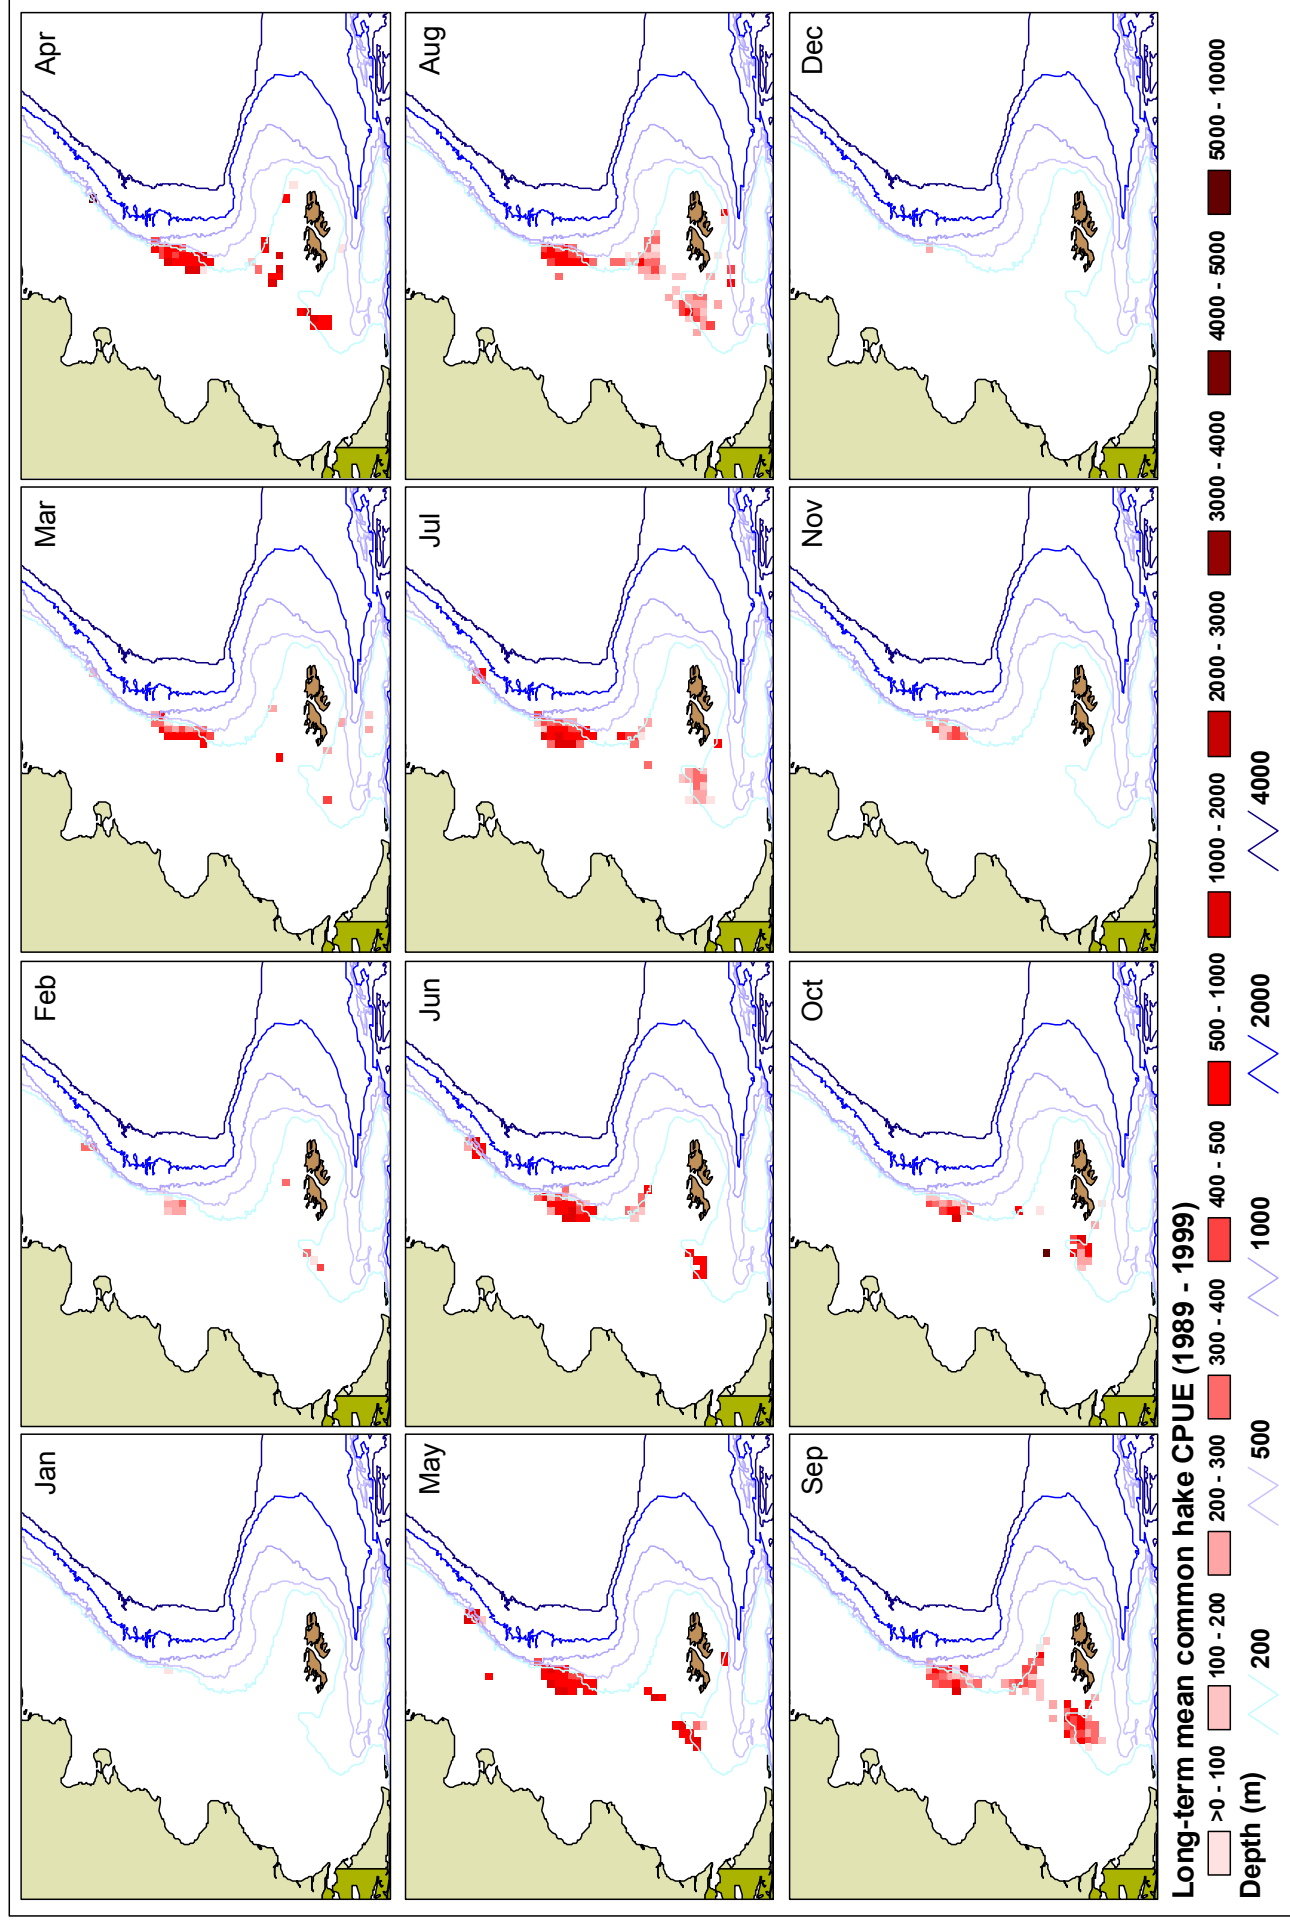 Jan
Feb
Mar
Apr
May
Jun
Jul
Aug
Sep
Oct
Nov
Dec
Long-term mean common hake CPUE (1989 - 1999)
>0 - 100 100 - 200 200 - 300 300 - 400 400 - 500 500 - 1000 1000 - 2000 2000 - 3000 3000 - 4000 4000 - 5000 5000 - 10000
Depth (m) 200 500 1000 2000 4000